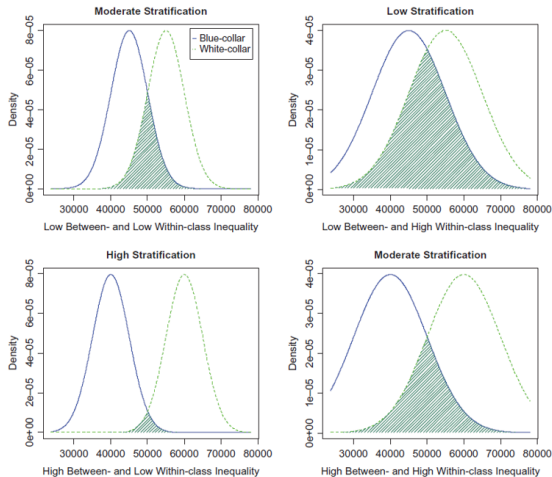 Moderate Stratification
Density
0e+00 2e-05 4e-05 6e-05 8e-05
Blue-collar
White-collar
30000 40000 50000 60000 70000 80000
Low Between- and Low Within-class Inequality
Low Stratification
Density
0e+00 1e-05 2e-05 3e-05 4e-05
30000 40000 50000 60000 70000 80000
Low Between- and High Within-class Inequality
High Stratification
Density
0e+00 2e-05 4e-05 6e-05 8e-05
30000 40000 50000 60000 70000 80000
High Between- and Low Within-class Inequality
Moderate Stratification
Density
0e+00 1e-05 2e-05 3e-05 4e-05
30000 40000 50000 60000 70000 80000
High Between- and High Within-class Inequality